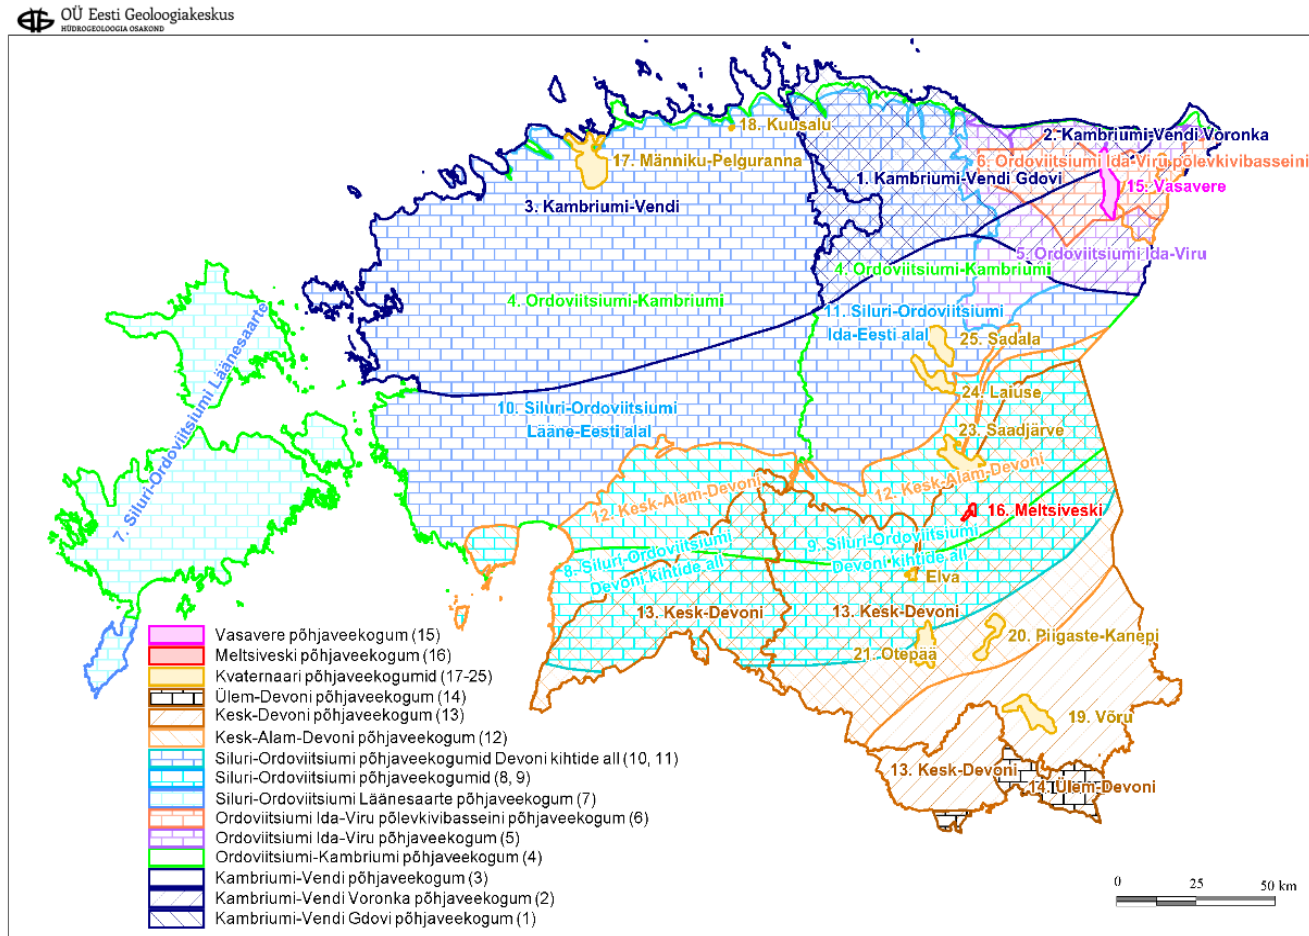 OÜ Eesti Geoloogiakeskus
HÜDROGEOLOOGIA OSAKOND
18. Kuusalu
2. Kambriumi-Vendi Voronka
17. Männiku-Pelguranna
6. Ordoviitsiumi Ida-Viru põlevkivibasseini
1. Kambriumi-Vendi Gdovi
15. Vasavere
3. Kambriumi-Vendi
5. Ordoviitsiumi Ida-Viru
4. Ordoviitsiumi-Kambriumi
4. Ordoviitsiumi-Kambriumi
11. Siluri-Ordoviitsiumi
Ida-Eesti alal
25. Sadala
7. Siluri-Ordoviitsiumi Läänesaarte
24. Laiuse
10. Siluri-Ordoviitsiumi
Lääne-Eesti alal
23. Saadjärve
12. Kesk-Alam-Devoni
12. Kesk-Alam-Devoni
16. Meltsiveski
8. Siluri-Ordoviitsiumi
Devoni kihtide all
9. Siluri-Ordoviitsiumi
Devoni kihtide all
Elva
13. Kesk-Devoni
13. Kesk-Devoni
20. Piigaste-Kanepi
21. Otepää
19. Võru
13. Kesk-Devoni
14. Ülem-Devoni
Vasavere põhjaveekogum (15)
Meltsiveski põhjaveekogum (16)
Kvaternaari põhjaveekogumid (17-25)
Ülem-Devoni põhjaveekogum (14)
Kesk-Devoni põhjaveekogum (13)
Kesk-Alam-Devoni põhjaveekogum (12)
Siluri-Ordoviitsiumi põhjaveekogumid Devoni kihtide all (10, 11)
Siluri-Ordoviitsiumi põhjaveekogumid (8, 9)
Siluri-Ordoviitsiumi Läänesaarte põhjaveekogum (7)
Ordoviitsiumi Ida-Viru põlevkivibasseini põhjaveekogum (6)
Ordoviitsiumi Ida-Viru põhjaveekogum (5)
Ordoviitsiumi-Kambriumi põhjaveekogum (4)
Kambriumi-Vendi põhjaveekogum (3)
Kambriumi-Vendi Voronka põhjaveekogum (2)
Kambriumi-Vendi Gdovi põhjaveekogum (1)
0 25 50 km